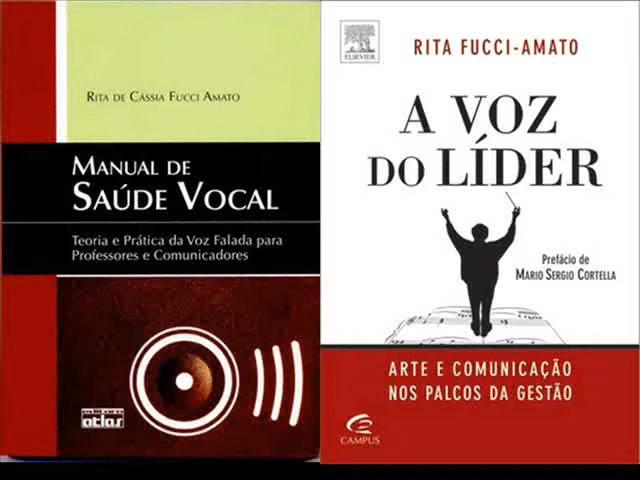 RITA DE CÁSSIA FUCCI AMATO
MANUAL DE
SAÚDE VOCAL
Teoria e Prática da Voz Falada para
Professores e Comunicadores
atlas
ELSEVIER
RITA FUCCI-AMATO
A VOZ
DO LÍDER
Prefácio de
MARIO SERGIO CORTELLA
ARTE E COMUNICAÇÃO
NOS PALCOS DA GESTÃO
CAMPUS